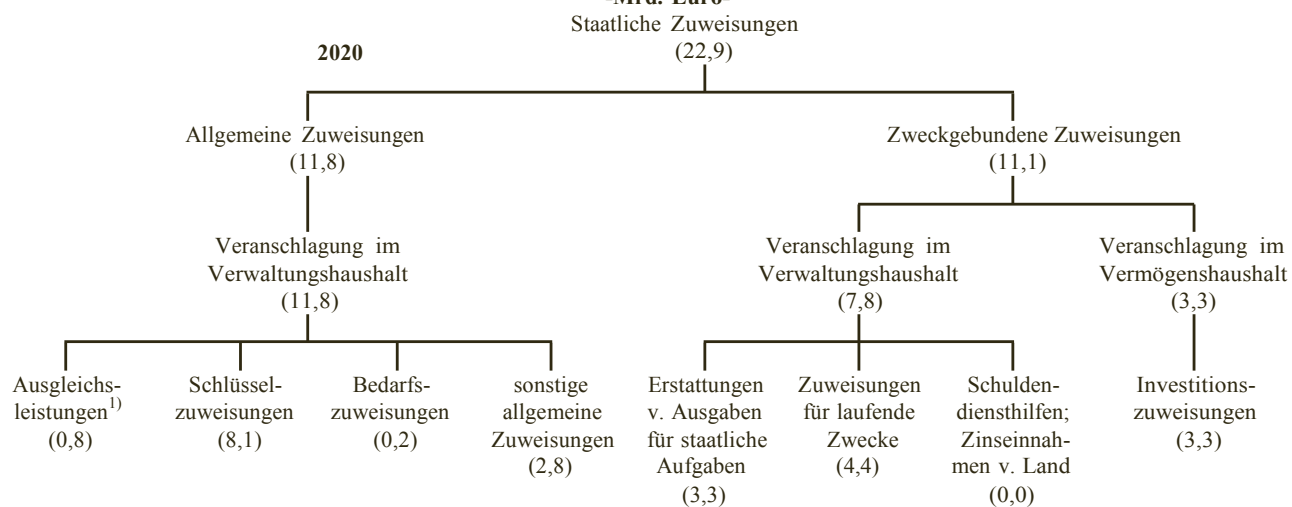 -Mrd. Euro-
Staatliche Zuweisungen
(22,9)
2020
Allgemeine Zuweisungen
(11,8)
Zweckgebundene Zuweisungen
(11,1)
Veranschlagung im
Verwaltungshaushalt
(11,8)
Veranschlagung im
Verwaltungshaushalt
(7,8)
Veranschlagung im
Vermögenshaushalt
(3,3)
Ausgleichs-
leistungen1)
(0,8)
Schlüssel-
zuweisungen
(8,1)
Bedarfs-
zuweisungen
(0,2)
sonstige
allgemeine
Zuweisungen
(2,8)
Erstattungen
v. Ausgaben
für staatliche
Aufgaben
(3,3)
Zuweisungen
für laufende
Zwecke
(4,4)
Schulden-
diensthilfen;
Zinseinnah-
men v. Land
(0,0)
Investitions-
zuweisungen
(3,3)